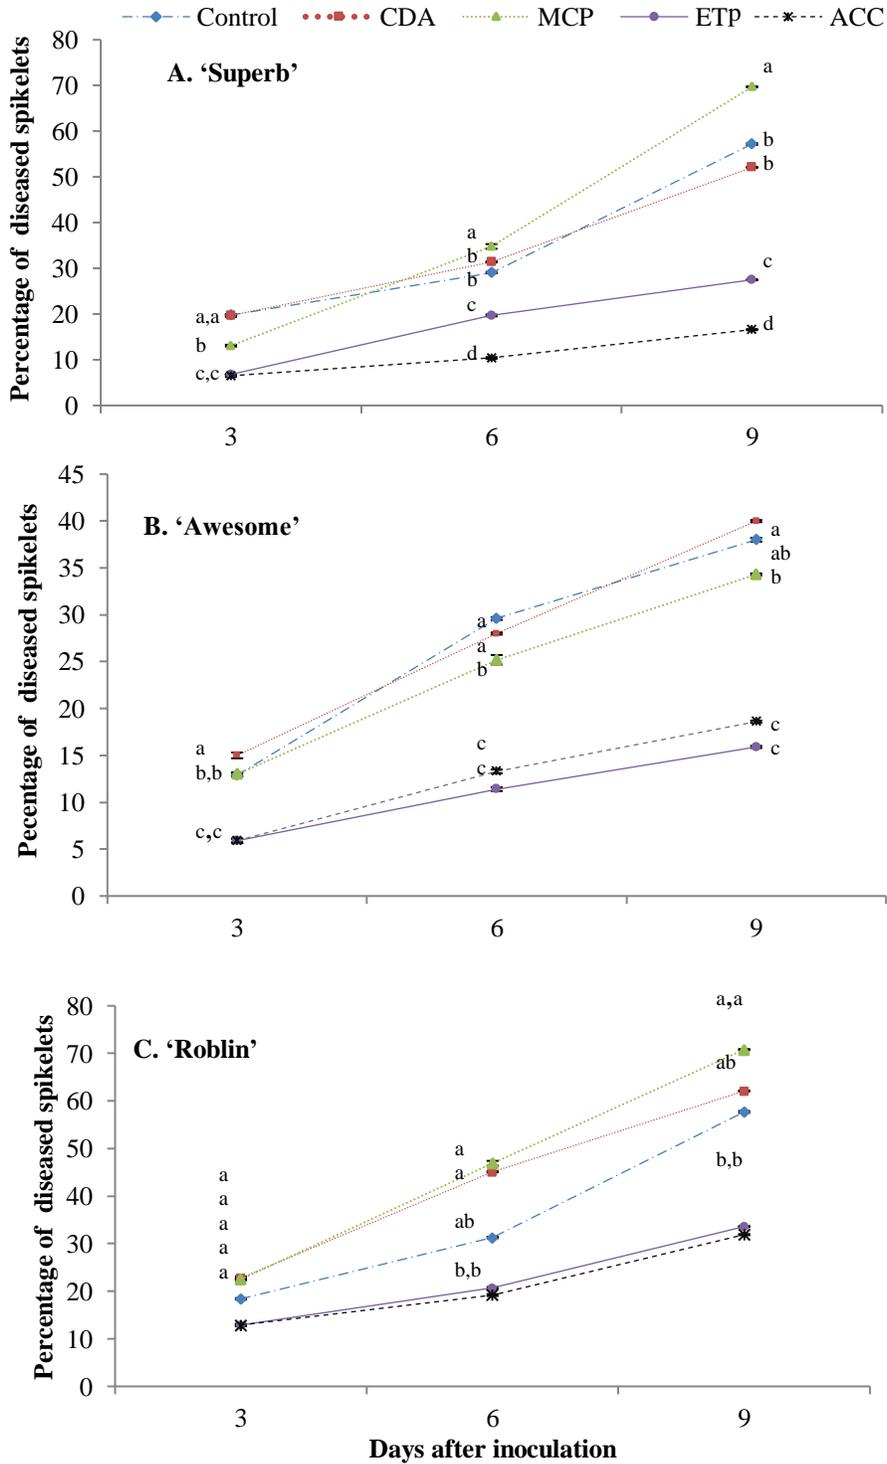 Control CDA MCP ETp ACC
Percentage of diseased spikelets
A. ‘Superb’
80
70
60
50
40
30
20
10
0
a,a
b
c,c
a
b
b
c
d
a
b
b
c
d
3 6 9
Pecentage of diseased spikelets
B. ‘Awesome’
45
40
35
30
25
20
15
10
5
0
a
b,b
c,c
a
a
b
c
c
a
ab
b
c
c
3 6 9
Percentage of diseased spikelets
C. ‘Roblin’
80
70
60
50
40
30
20
10
0
a
a
a
a
a
a
a
ab
b,b
a,a
ab
b,b
3 6 9
Days after inoculation